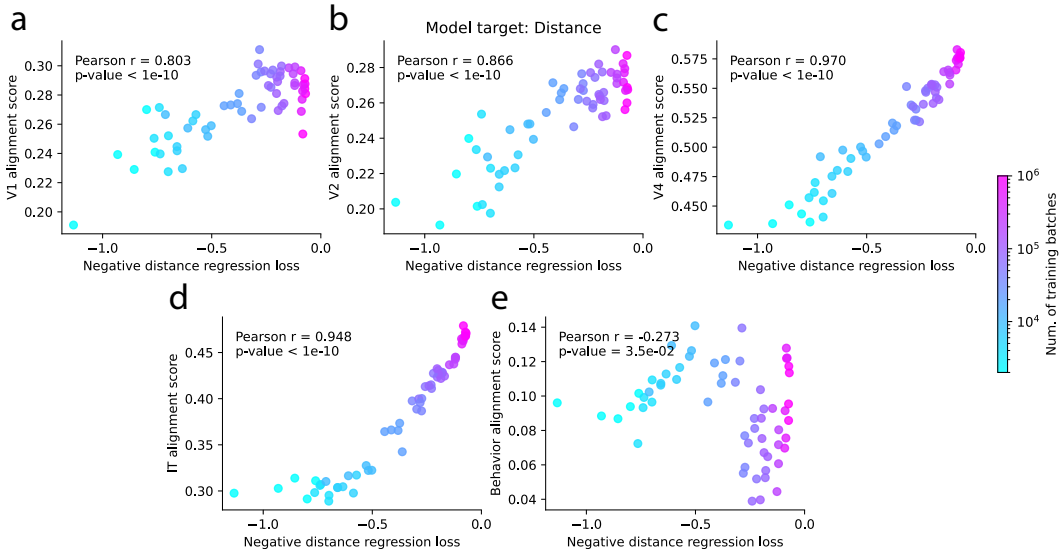 a
b
Model target: Distance
c
Pearson r = 0.803
p-value < 1e-10
V1 alignment score
0.30
0.28
0.26
0.24
0.22
0.20
−1.0
−0.5
0.0
Negative distance regression loss
Pearson r = 0.866
p-value < 1e-10
V2 alignment score
0.28
0.26
0.24
0.22
0.20
−1.0
−0.5
0.0
Negative distance regression loss
Pearson r = 0.970
p-value < 1e-10
V4 alignment score
0.575
0.550
0.525
0.500
0.475
0.450
−1.0
−0.5
0.0
Negative distance regression loss
10⁶
10⁵
10⁴
Num. of training batches
d
Pearson r = 0.948
p-value < 1e-10
IT alignment score
0.45
0.40
0.35
0.30
−1.0
−0.5
0.0
Negative distance regression loss
e
Pearson r = -0.273
p-value = 3.5e-02
Behavior alignment score
0.14
0.12
0.10
0.08
0.06
0.04
−1.0
−0.5
0.0
Negative distance regression loss